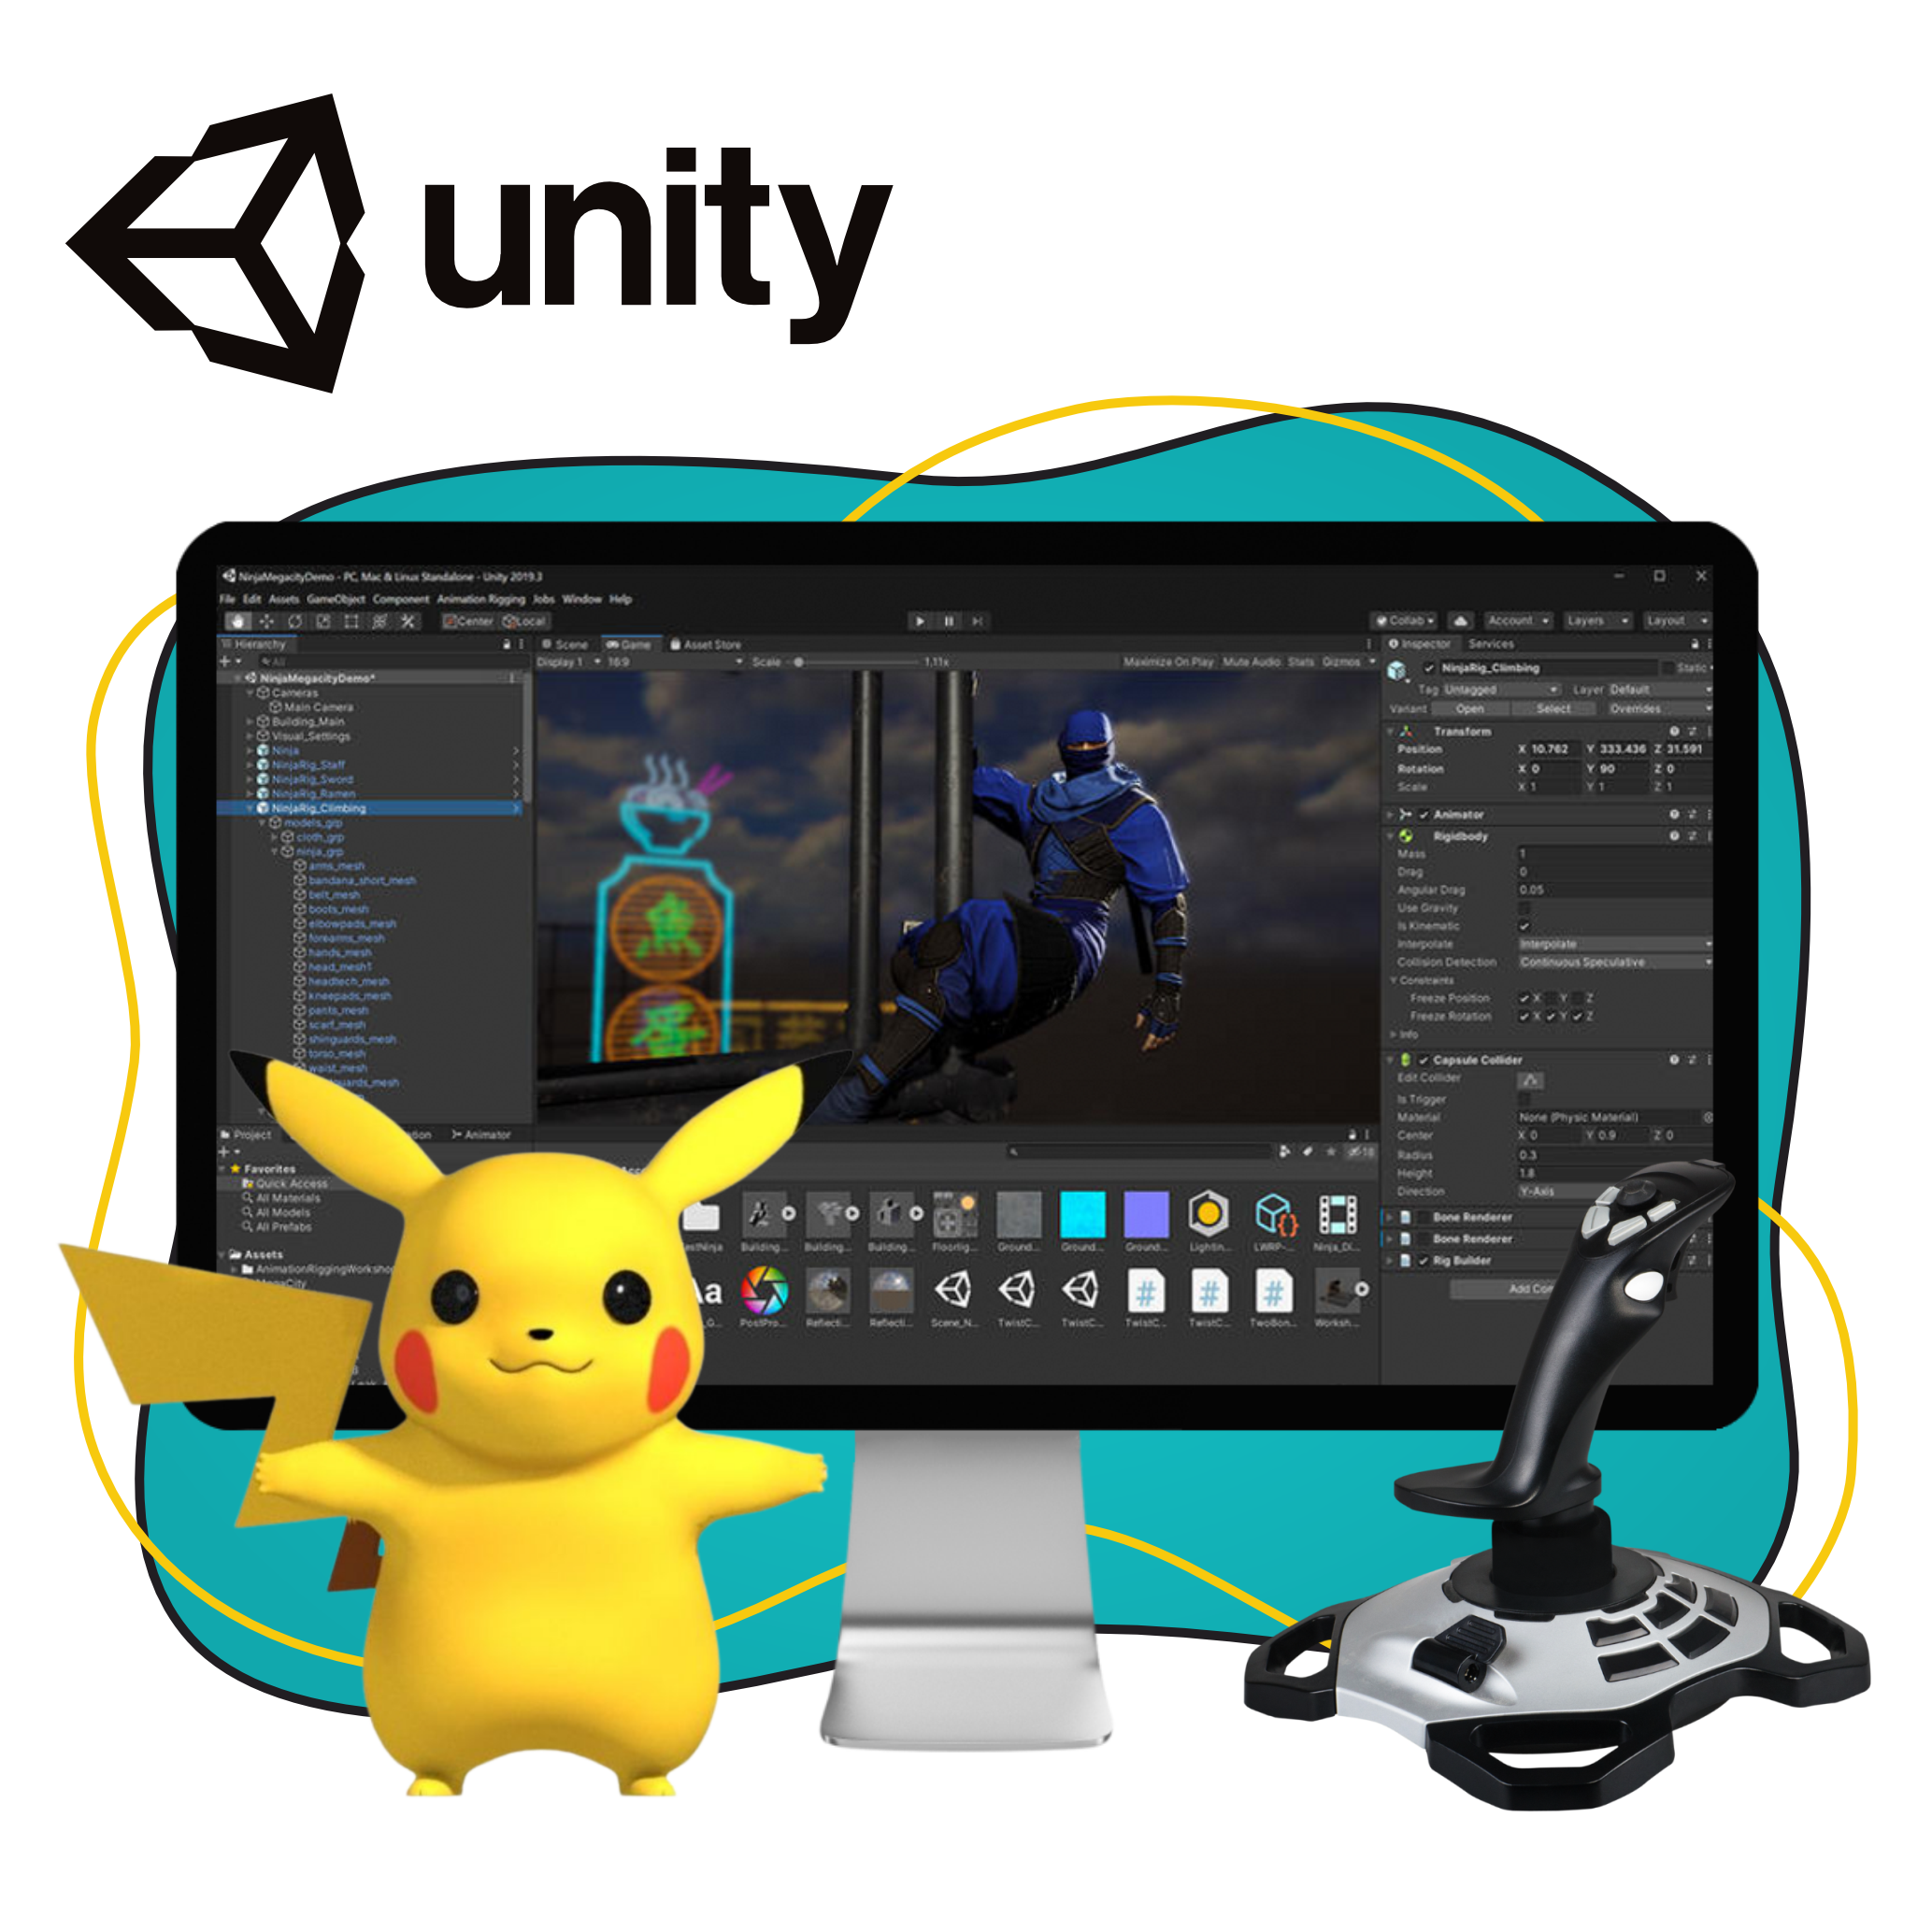 unity
NinjaMegacityDemo - PC, Mac & Linux Standalone - Unity 2019.3
File Edit Assets GameObject Component Animation Rigging Jobs Window Help
Center Local
Collab Account Layers Layout
Hierarchy
All
NinjaMegacityDemo*
Cameras
Main Camera
Building_Main
Visual_Settings
Ninja
NinjaRig_Staff
NinjaRig_Sword
NinjaRig_Ramen
NinjaRig_Climbing
models_grp
cloth_grp
ninja_grp
arms_mesh
bandana_short_mesh
belt_mesh
boots_mesh
elbowpads_mesh
forearms_mesh
hands_mesh
head_mesh1
headtech_mesh
kneepads_mesh
pants_mesh
scarf_mesh
shinguards_mesh
torso_mesh
waist_mesh
Scene Game Asset Store
Display 1 16:9 Scale 1.11x Maximize On Play Mute Audio Stats Gizmos
魚
蛋
Inspector Services
NinjaRig_Climbing Static
Tag Untagged Layer Default
Variant Open Select Overrides
Transform
Position X 10.762 Y 333.436 Z 31.591
Rotation X 0 Y 90 Z 0
Scale X 1 Y 1 Z 1
Animator
Rigidbody
Mass 1
Drag 0
Angular Drag 0.05
Use Gravity
Is Kinematic
Interpolate Interpolate
Collision Detection Continuous Speculative
Constraints
Freeze Position X Y Z
Freeze Rotation X Y Z
Info
Capsule Collider
Edit Collider
Is Trigger
Material None (Physic Material)
Center X 0 Y 0.9 Z 0
Radius 0.3
Height 1.8
Direction Y-Axis
Bone Renderer
Bone Renderer
Rig Builder
Project Animator
Favorites
Quick Access
All Materials
All Models
All Prefabs
Assets
AnimationRiggingWorksho
MegaCity
Building... Building... Building... Floorlig... Ground... Ground... Ground... Lightin... LWRP-... Ninja_Di...
Aa
PostPro... Reflecti... Reflecti... Scene_N... TwistC... TwistC... TwistC... TwistC... TwoBon... Worksh...